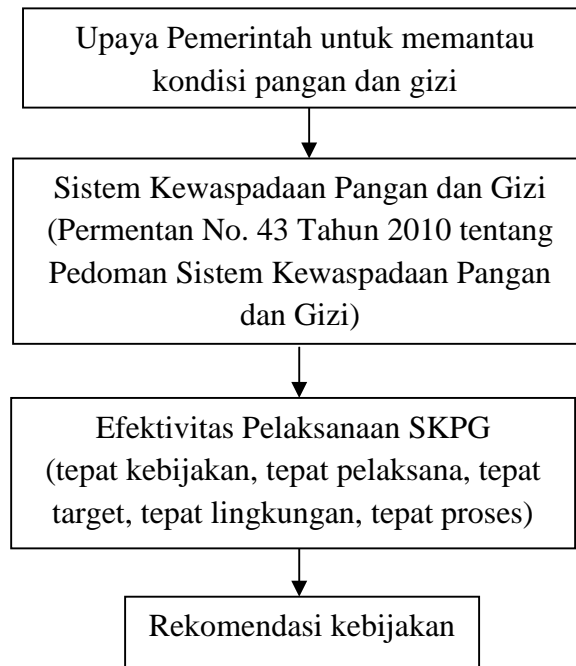 Upaya Pemerintah untuk memantau
kondisi pangan dan gizi
Sistem Kewaspadaan Pangan dan Gizi
(Permentan No. 43 Tahun 2010 tentang
Pedoman Sistem Kewaspadaan Pangan
dan Gizi)
Efektivitas Pelaksanaan SKPG
(tepat kebijakan, tepat pelaksana, tepat
target, tepat lingkungan, tepat proses)
Rekomendasi kebijakan